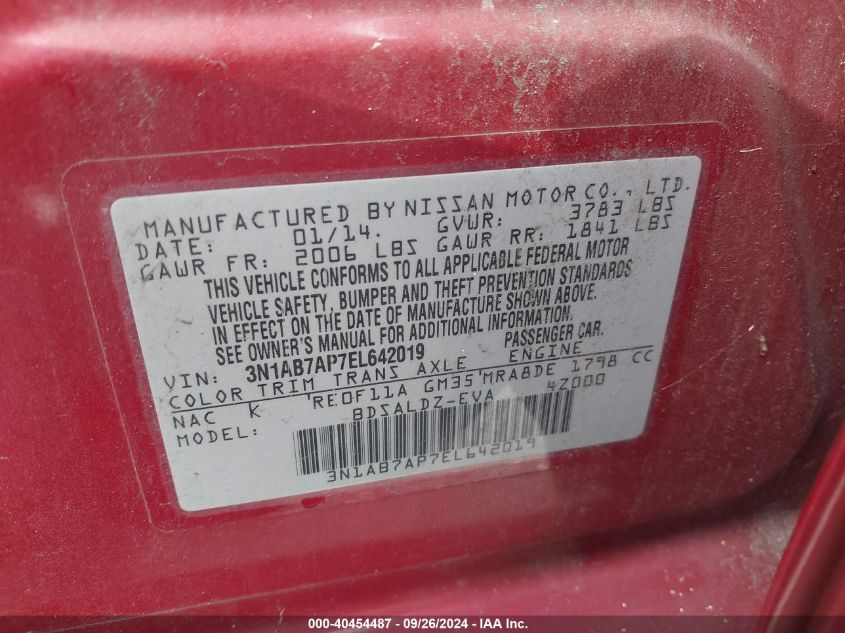 MANUFACTURED BY NISSAN MOTOR CO., LTD.
DATE: 01/14. GVWR: 3783 LBS
GAWR FR: 2006 LBS GAWR RR: 1841 LBS
THIS VEHICLE CONFORMS TO ALL APPLICABLE FEDERAL MOTOR
VEHICLE SAFETY, BUMPER AND THEFT PREVENTION STANDARDS
IN EFFECT ON THE DATE OF MANUFACTURE SHOWN ABOVE.
SEE OWNER'S MANUAL FOR ADDITIONAL INFORMATION.
VIN: 3N1AB7AP7EL642019 PASSENGER CAR.
COLOR TRIM TRANS AXLE ENGINE
NAC K RE0F11A GM35 MRA8DE 1798 CC
MODEL: BDSALDZ-EVA 4Z000
3N1AB7AP7EL642019
000-40454487 - 09/26/2024 - IAA Inc.